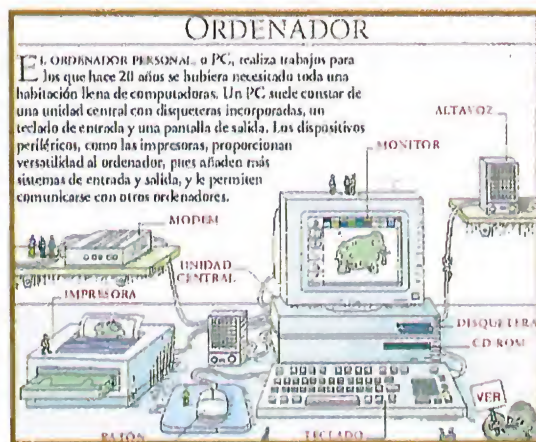 ORDENADOR
EL ORDENADOR PERSONAL, o PC, realiza trabajos para
los que hace 20 años se hubiera necesitado toda una
habitación llena de computadoras. Un PC suele constar de
una unidad central con disqueteras incorporadas, un
teclado de entrada y una pantalla de salida. Los dispositivos
periféricos, como las impresoras, proporcionan
versatilidad al ordenador, pues añaden más
sistemas de entrada y salida, y le permiten
comunicarse con otros ordenadores.
ALTAVOZ
MONITOR
MODEM
UNIDAD
CENTRAL
IMPRESORA
DISQUETERA
CD-ROM
VER
RATÓN
TECLADO